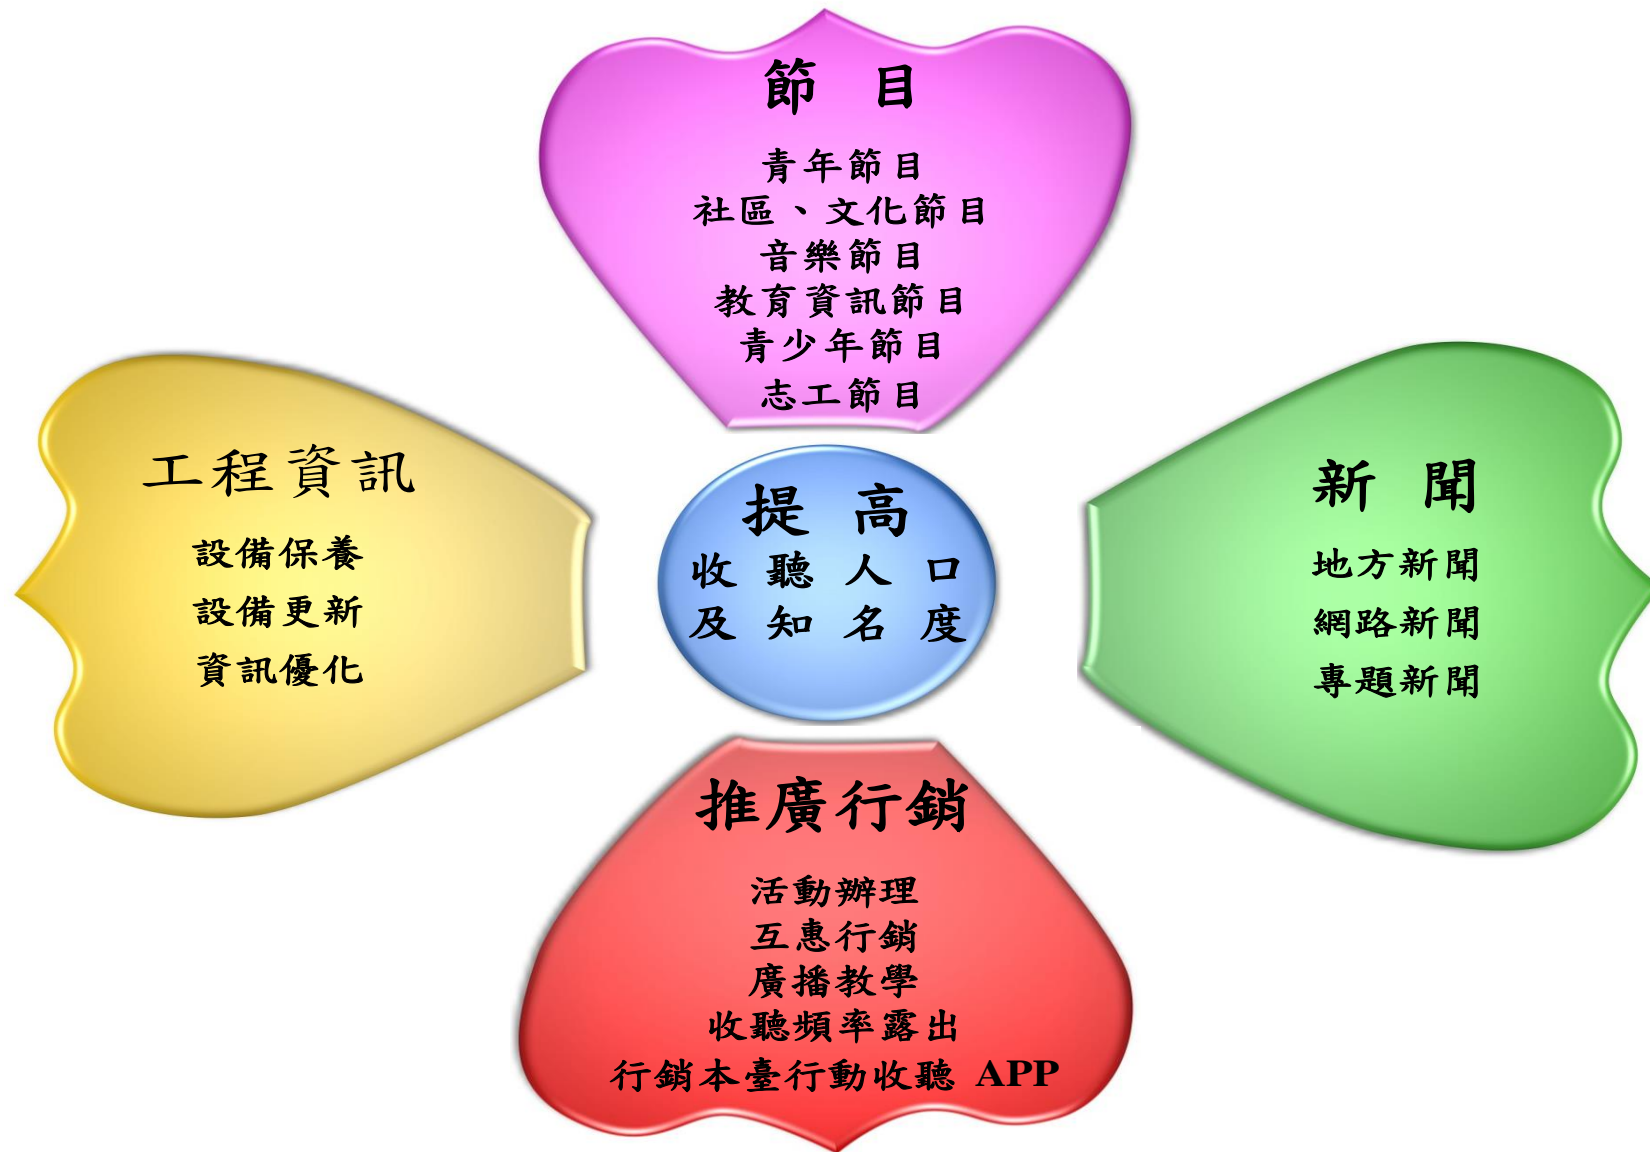 節 目
青年節目
社區、文化節目
音樂節目
教育資訊節目
青少年節目
志工節目
工程資訊
設備保養
設備更新
資訊優化
提 高
收 聽 人 口
及 知 名 度
新 聞
地方新聞
網路新聞
專題新聞
推廣行銷
活動辦理
互惠行銷
廣播教學
收聽頻率露出
行銷本臺行動收聽 APP